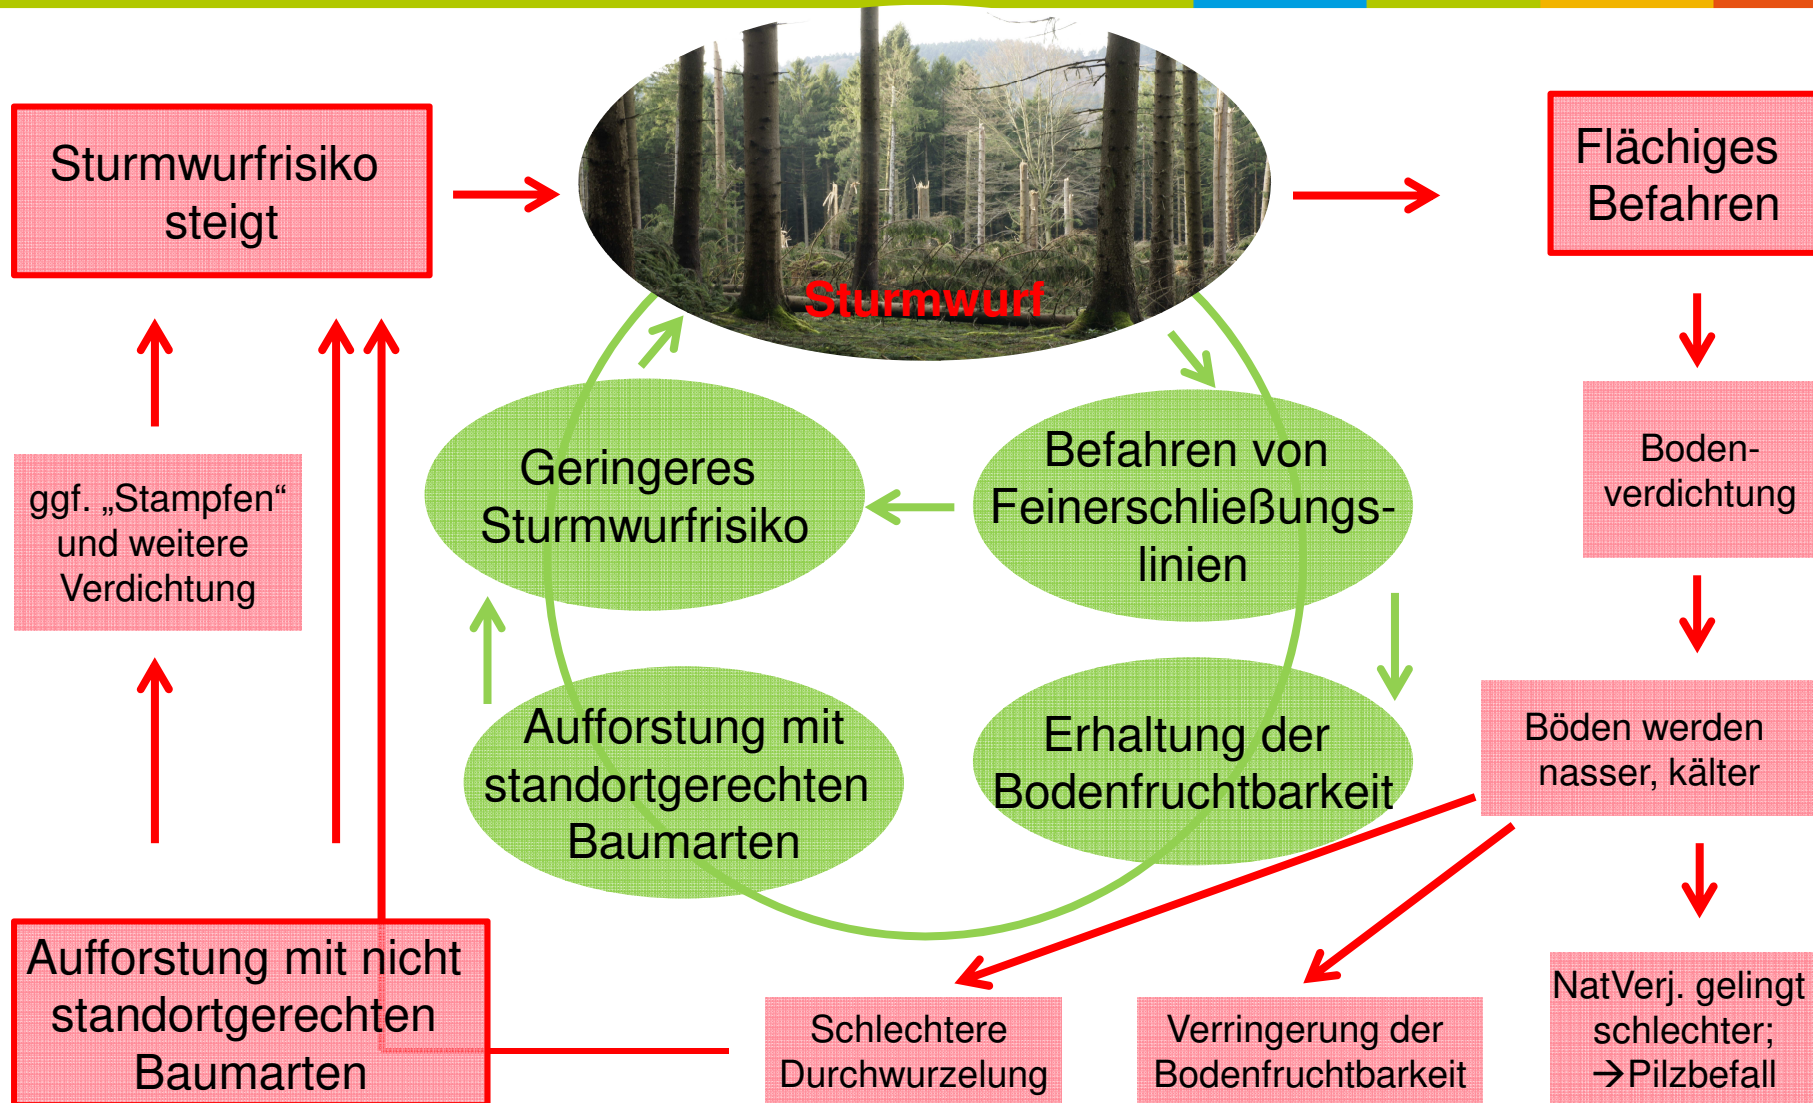 Sturmwurfrisiko
steigt
Sturmwurf
Flächiges
Befahren
Geringeres
Sturmwurfrisiko
Befahren von
Feinerschließungs-
linien
Boden-
verdichtung
ggf. „Stampfen“
und weitere
Verdichtung
Aufforstung mit
standortgerechten
Baumarten
Erhaltung der
Bodenfruchtbarkeit
Böden werden
nasser, kälter
Aufforstung mit nicht
standortgerechten
Baumarten
Schlechtere
Durchwurzelung
Verringerung der
Bodenfruchtbarkeit
NatVerj. gelingt
schlechter;
→Pilzbefall